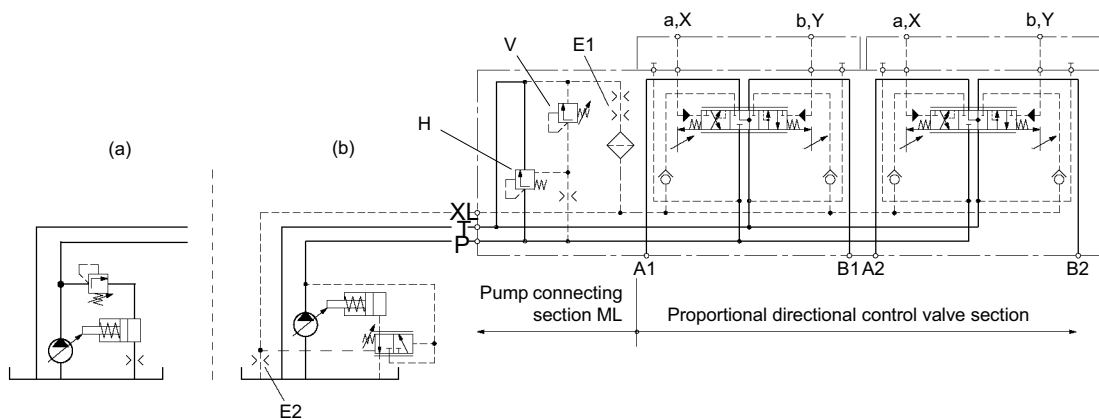 a,X
b,Y
a,X
b,Y
V
E1
H
(a)
(b)
XL
T
P
A1
B1
A2
B2
Pump connecting
section ML
Proportional directional control valve section
E2